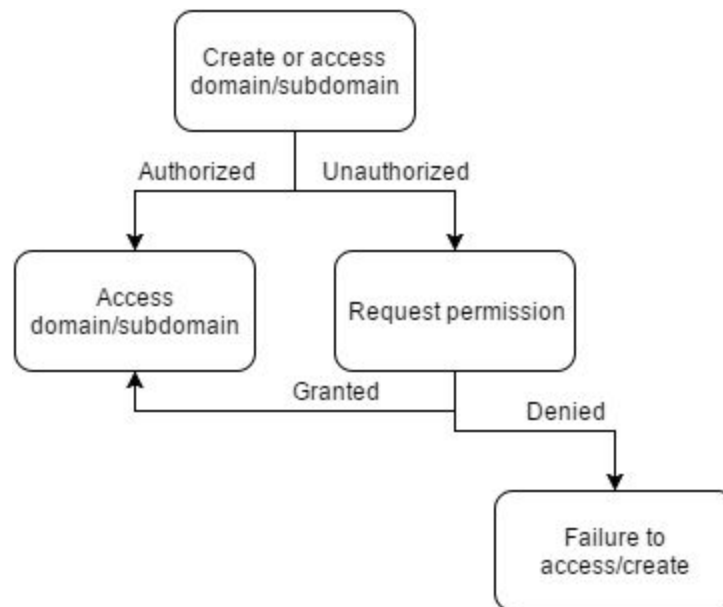 Create or access
domain/subdomain
Authorized
Unauthorized
Access
domain/subdomain
Request permission
Granted
Denied
Failure to
access/create